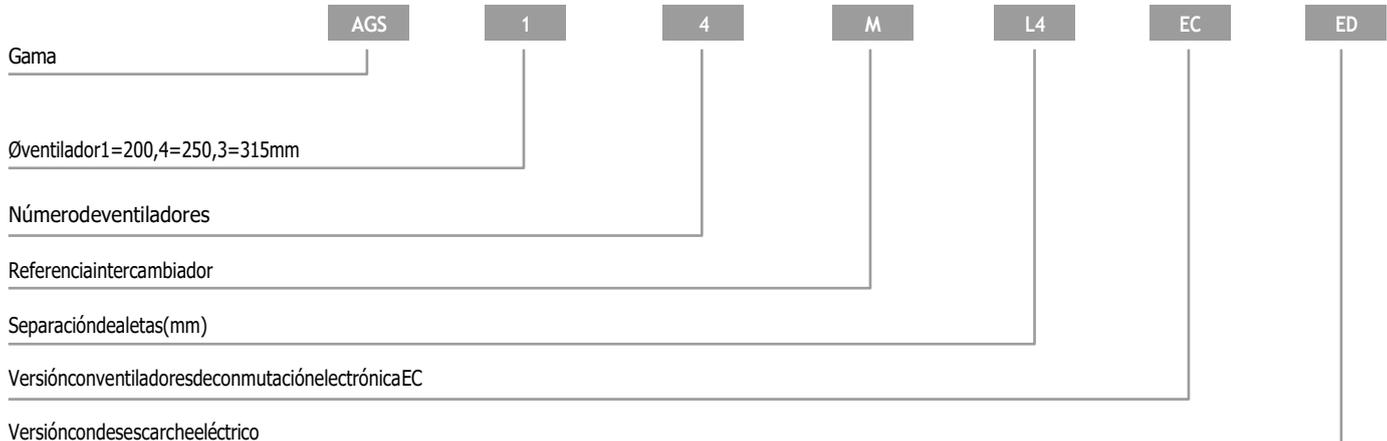 AGS 1 4 M L4 EC ED
Gama
Øventilador1=200,4=250,3=315mm
Númerodeventiladores
Referenciaintercambiador
Separacióndealetas(mm)
VersiónconventiladoresdeconmutaciónelectrónicaEC
Versióncondesescarcheeléctrico